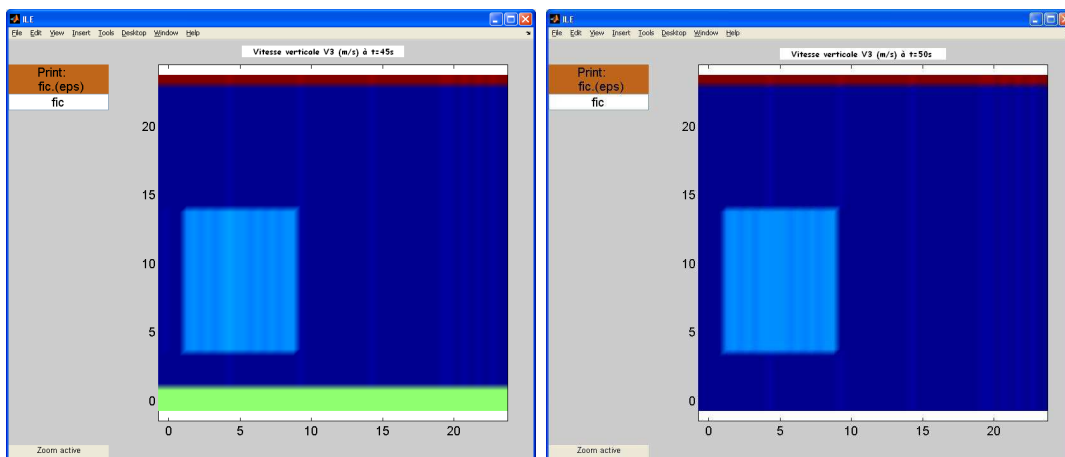 ILE
File Edit View Insert Tools Desktop Window Help
Vitesse verticale V3 (m/s) à t=45s
Print:
fic.(eps)
fic
20
15
10
5
0
0 5 10 15 20
Zoom active
ILE
File Edit View Insert Tools Desktop Window Help
Vitesse verticale V3 (m/s) à t=50s
Print:
fic.(eps)
fic
20
15
10
5
0
0 5 10 15 20
Zoom active